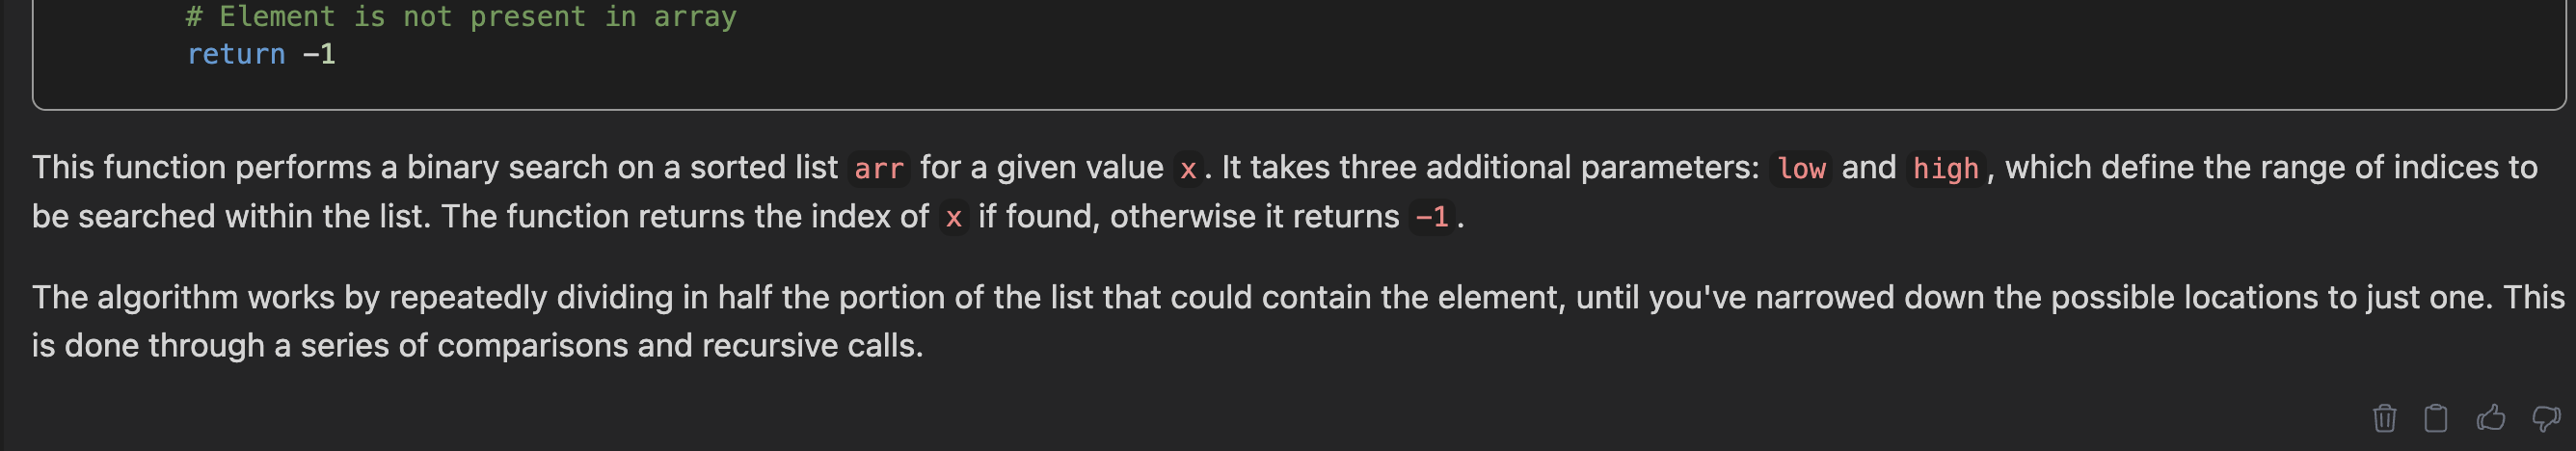 # Element is not present in array
return -1
This function performs a binary search on a sorted list arr for a given value x. It takes three additional parameters: low and high, which define the range of indices to
be searched within the list. The function returns the index of x if found, otherwise it returns -1.
The algorithm works by repeatedly dividing in half the portion of the list that could contain the element, until you've narrowed down the possible locations to just one. This
is done through a series of comparisons and recursive calls.